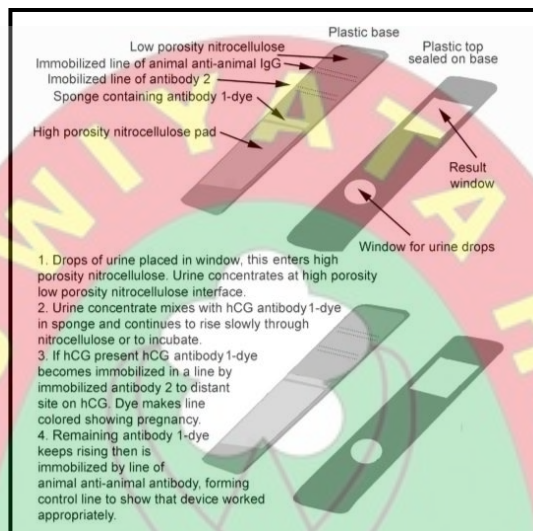 Plastic base
Low porosity nitrocellulose
Plastic top
sealed on base
Immobilized line of animal anti-animal IgG
Imobilized line of antibody 2
Sponge containing antibody 1-dye
High porosity nitrocellulose pad
Result
window
Window for urine drops
1. Drops of urine placed in window, this enters high
porosity nitrocellulose. Urine concentrates at high porosity
low porosity nitrocellulose interface.
2. Urine concentrate mixes with hCG antibody 1-dye
in sponge and continues to rise slowly through
nitrocellulose or to incubate.
3. If hCG present hCG antibody 1-dye
becomes immobilized in a line by
immobilized antibody 2 to distant
site on hCG. Dye makes line
colored showing pregnancy.
4. Remaining antibody 1-dye
keeps rising then is
immobilized by line of
animal anti-animal antibody, forming
control line to show that device worked
appropriately.
WIYATA